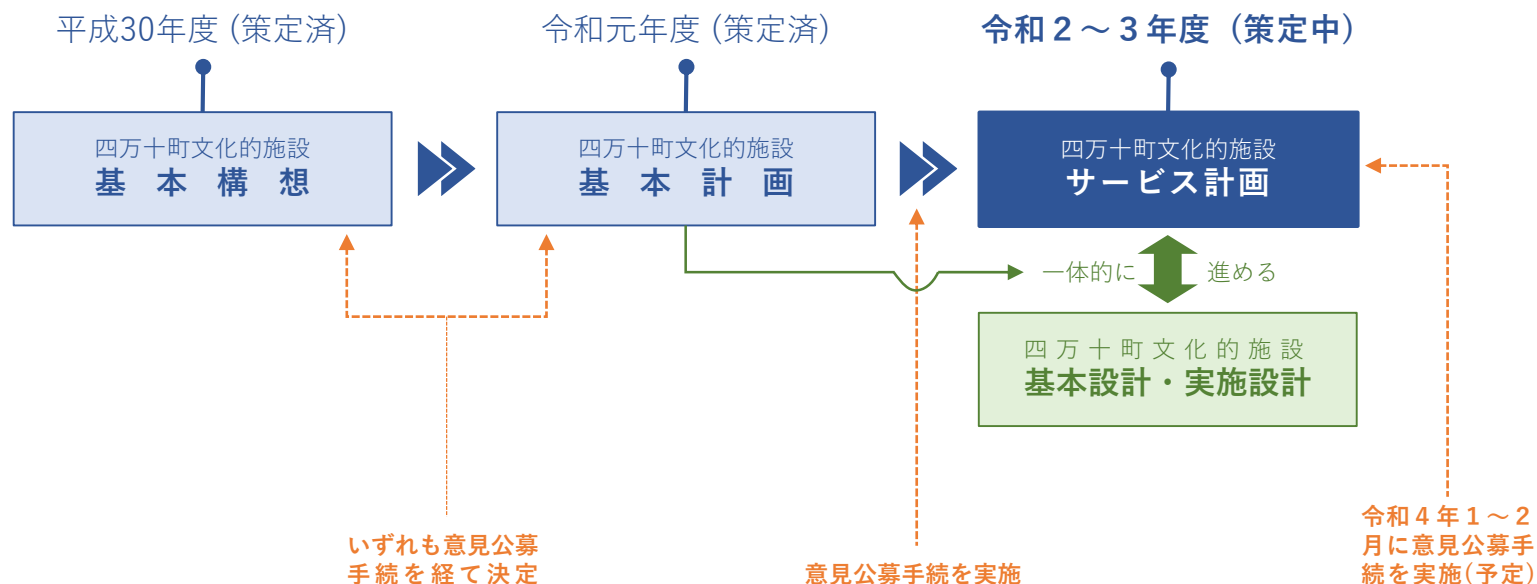 平成30年度 (策定済)
令和元年度 (策定済)
令和２～３年度 (策定中)
四万十町文化的施設
基本構想
四万十町文化的施設
基本計画
四万十町文化的施設
サービス計画
一体的に 進める
四万十町文化的施設
基本設計・実施設計
いずれも意見公募
手続を経て決定
意見公募手続を実施
令和４年１～２
月に意見公募手
続を実施(予定)